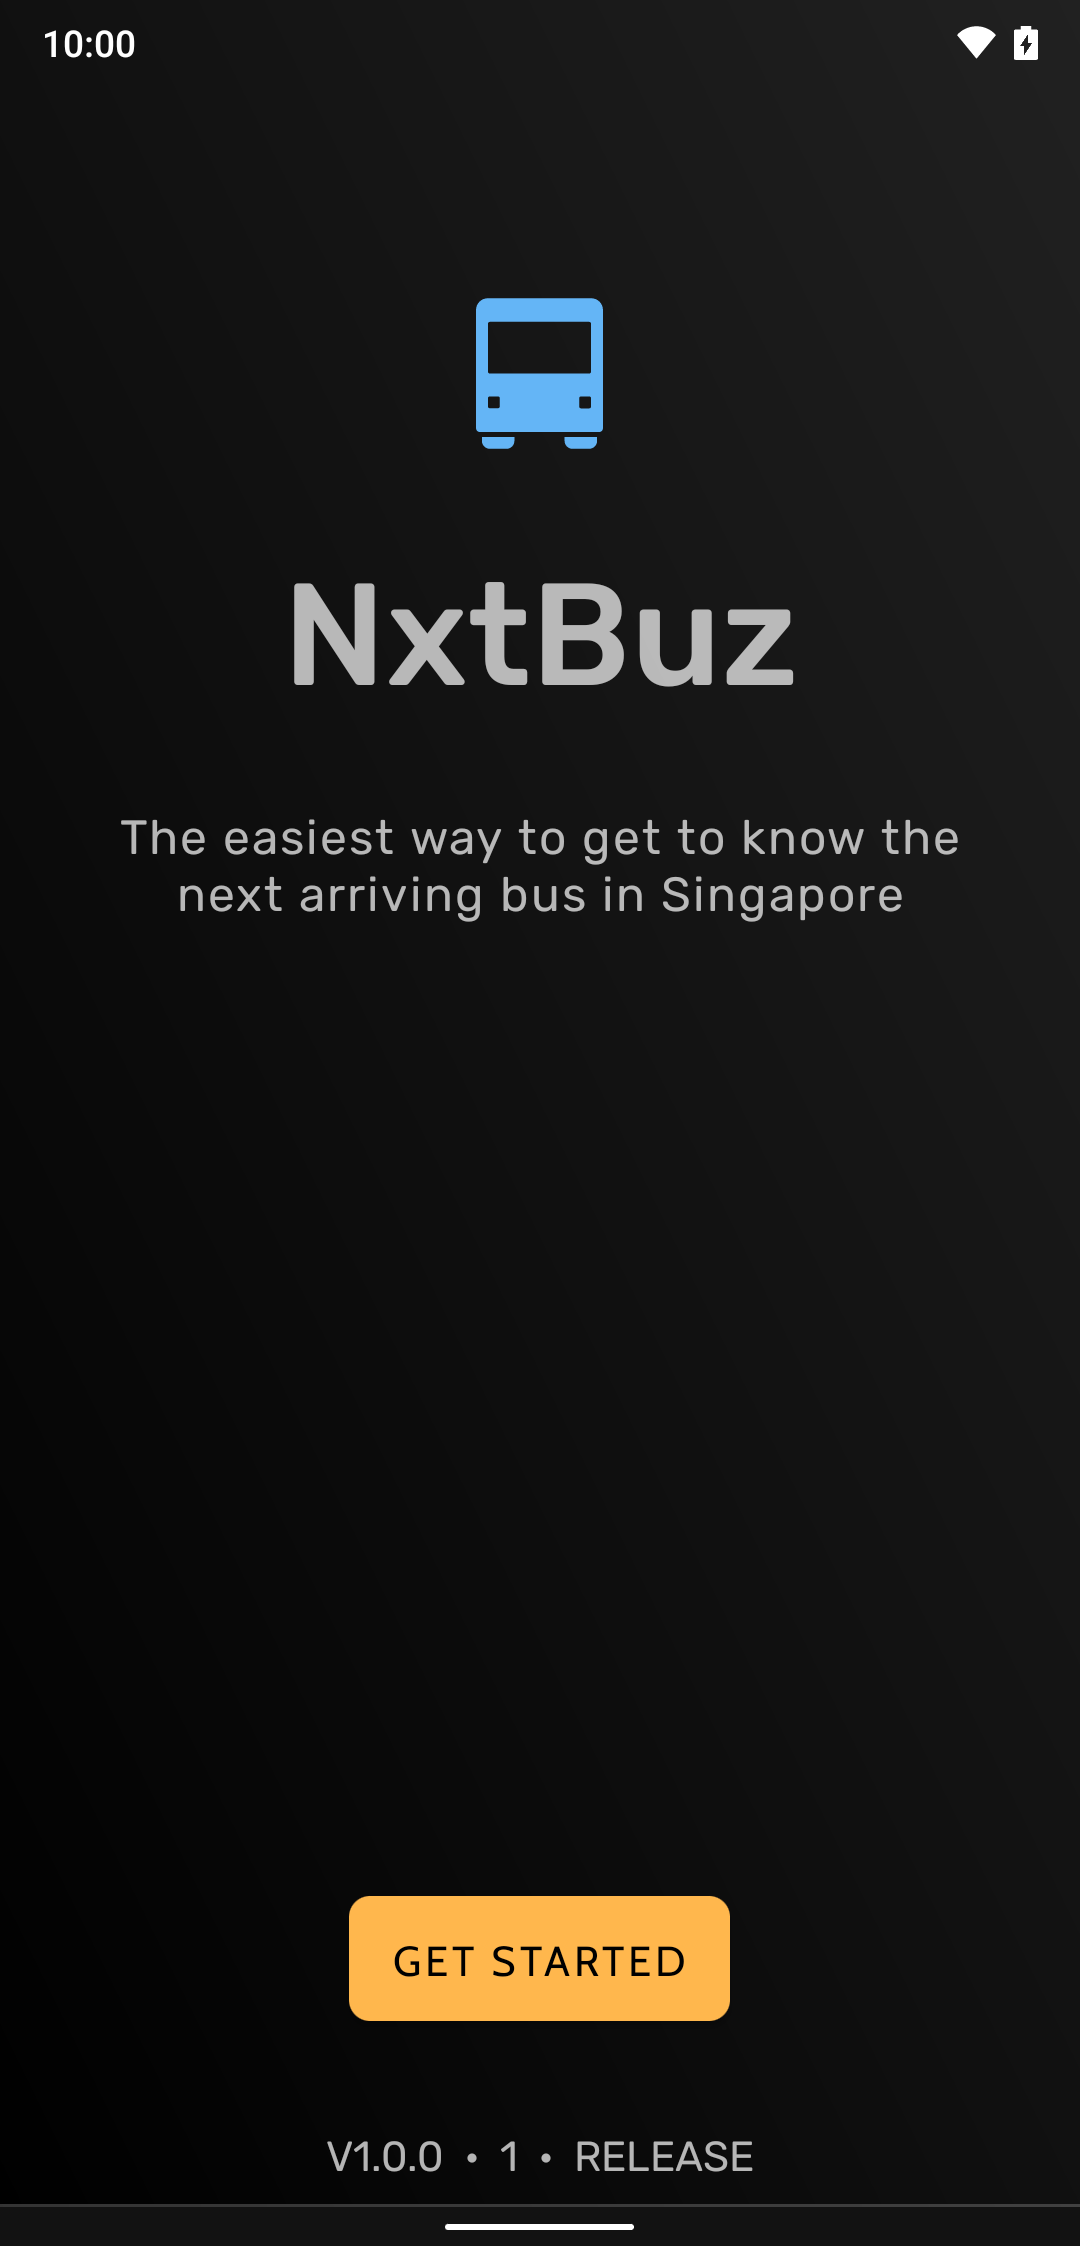 10:00
NxtBuz
The easiest way to get to know the
next arriving bus in Singapore
GET STARTED
V1.0.0 • 1 • RELEASE